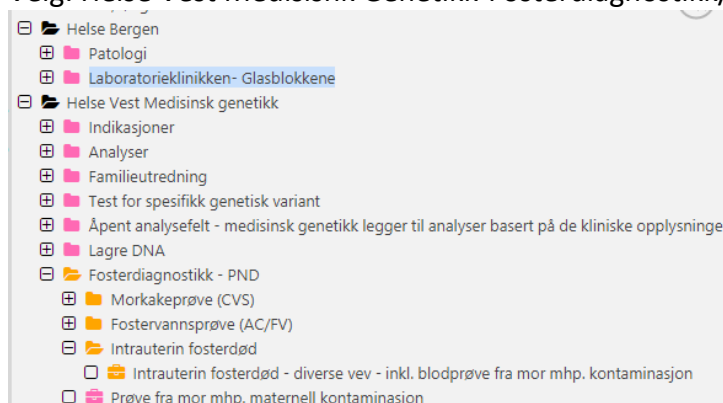 Helse Bergen
Patologi
Laboratorieklinikken- Glasblokkene
Helse Vest Medisinsk genetikk
Indikasjoner
Analyser
Familieutredning
Test for spesifikk genetisk variant
Åpent analysefelt - medisinsk genetikk legger til analyser basert på de kliniske opplysninge
Lagre DNA
Fosterdiagnostikk - PND
Morkakeprøve (CVS)
Fostervannsprøve (AC/FV)
Intrauterin fosterdød
Intrauterin fosterdød - diverse vev - inkl. blodprøve fra mor mhp. kontaminasjon
Prøve fra mor mhp. maternell kontaminasjon